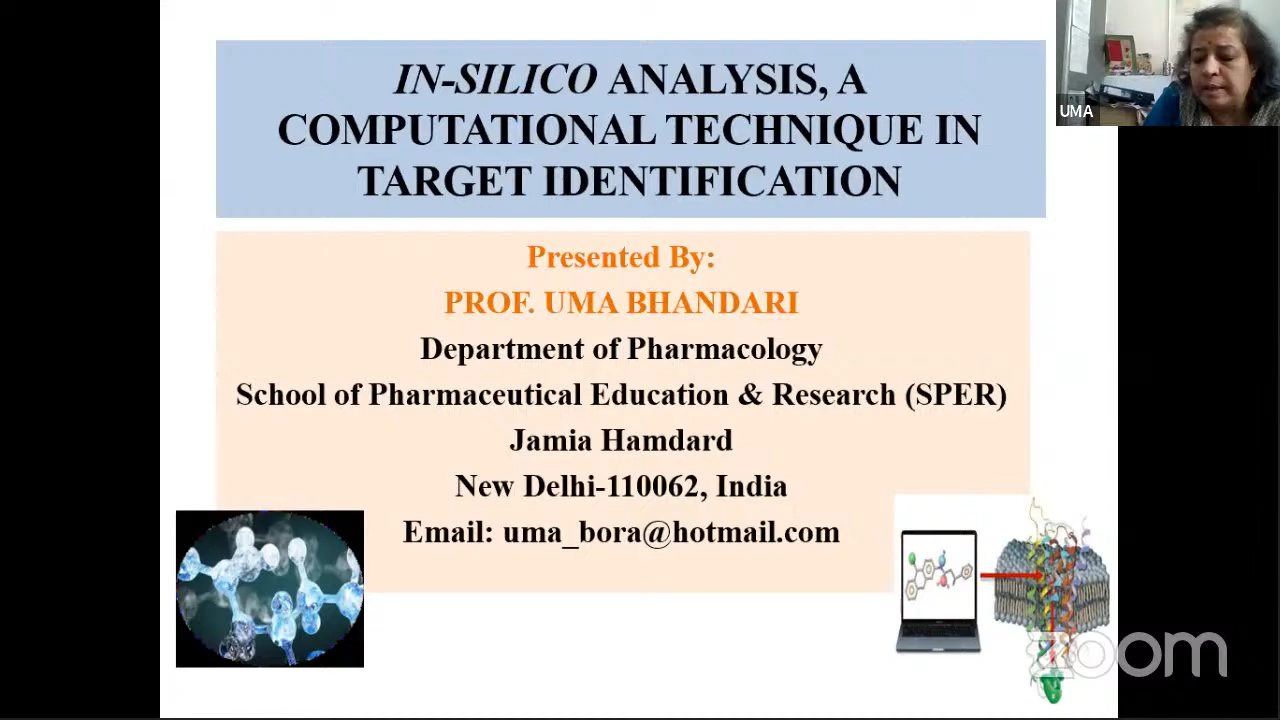 IN-SILICO ANALYSIS, A
COMPUTATIONAL TECHNIQUE IN
TARGET IDENTIFICATION
UMA
Presented By:
PROF. UMA BHANDARI
Department of Pharmacology
School of Pharmaceutical Education & Research (SPER)
Jamia Hamdard
New Delhi-110062, India
Email: uma_bora@hotmail.com
zoom